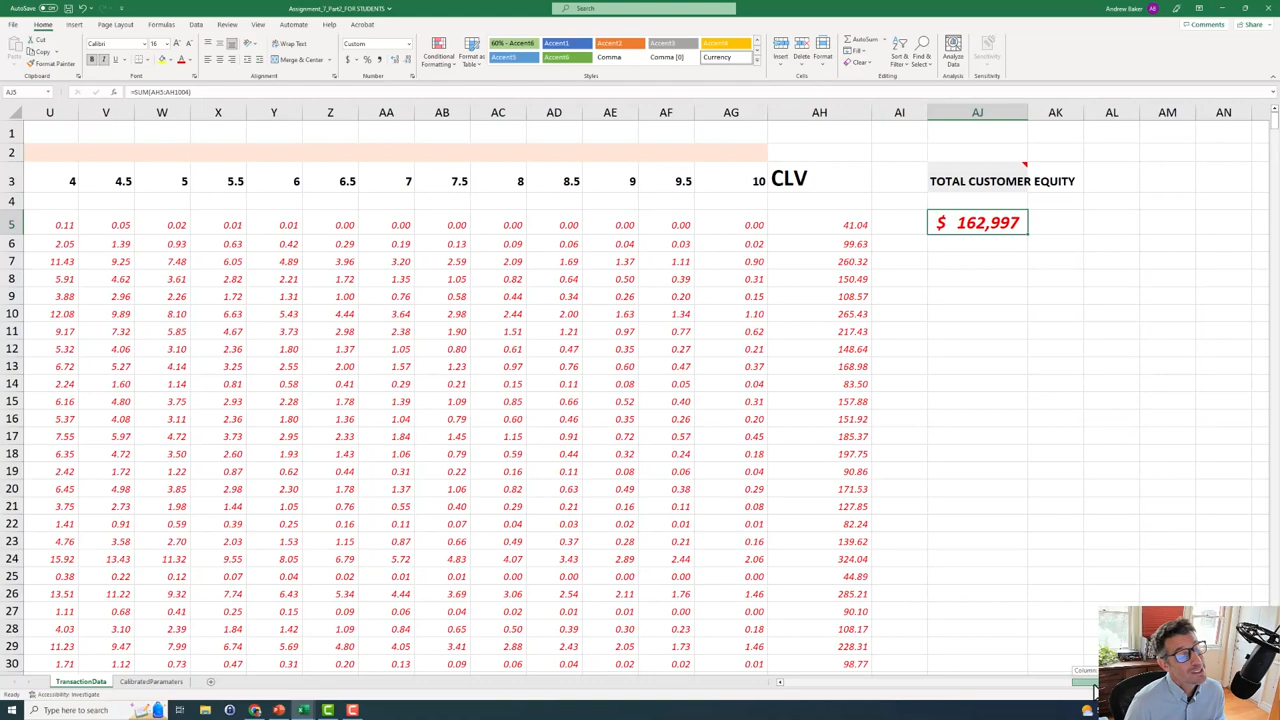 AutoSave Off Assignment_7_Part2_FOR STUDENTS Search Andrew Baker AB
File Home Insert Draw Page Layout Formulas Data Review View Automate Help Acrobat Comments Share
Cut Calibri 16 Wrap Text Custom 60% - Accent6 Accent1 Accent2 Accent3 Accent4 AutoSum
Copy Fill
Format Painter Merge & Center Accent5 Accent6 Comma Comma [0] Currency Clear
Conditional Formatting Format as Table Insert Delete Format Sort & Filter Find & Select Analyze Data Sensitivity
Clipboard Font Alignment Number Styles Cells Editing Analysis Sensitivity
AJ5 =SUM(AH5:AH1004)
U V W X Y Z AA AB AC AD AE AF AG AH AI AJ AK AL AM AN
1
2
3 4 4.5 5 5.5 6 6.5 7 7.5 8 8.5 9 9.5 10 CLV TOTAL CUSTOMER EQUITY
4
5 0.11 0.05 0.02 0.01 0.01 0.00 0.00 0.00 0.00 0.00 0.00 0.00 0.00 41.04 $ 162,997
6 2.05 1.39 0.93 0.63 0.42 0.29 0.19 0.13 0.09 0.06 0.04 0.03 0.02 99.63
7 11.43 9.25 7.48 6.05 4.89 3.96 3.20 2.59 2.09 1.69 1.37 1.11 0.90 260.32
8 5.91 4.62 3.61 2.82 2.21 1.72 1.35 1.05 0.82 0.64 0.50 0.39 0.31 150.49
9 3.88 2.96 2.26 1.72 1.31 1.00 0.76 0.58 0.44 0.34 0.26 0.20 0.15 108.57
10 12.08 9.89 8.10 6.63 5.43 4.44 3.64 2.98 2.44 2.00 1.63 1.34 1.10 265.43
11 9.17 7.32 5.85 4.67 3.73 2.98 2.38 1.90 1.51 1.21 0.97 0.77 0.62 217.43
12 5.32 4.06 3.10 2.36 1.80 1.37 1.05 0.80 0.61 0.47 0.35 0.27 0.21 148.64
13 6.72 5.27 4.14 3.25 2.55 2.00 1.57 1.23 0.97 0.76 0.60 0.47 0.37 168.98
14 2.24 1.60 1.14 0.81 0.58 0.41 0.29 0.21 0.15 0.11 0.08 0.05 0.04 83.50
15 6.16 4.80 3.75 2.93 2.28 1.78 1.39 1.09 0.85 0.66 0.52 0.40 0.31 157.88
16 5.37 4.08 3.11 2.36 1.80 1.36 1.04 0.79 0.60 0.46 0.35 0.26 0.20 151.92
17 7.55 5.97 4.72 3.73 2.95 2.33 1.84 1.45 1.15 0.91 0.72 0.57 0.45 185.37
18 6.35 4.72 3.50 2.60 1.93 1.43 1.06 0.79 0.59 0.44 0.32 0.24 0.18 197.75
19 2.42 1.72 1.22 0.87 0.62 0.44 0.31 0.22 0.16 0.11 0.08 0.06 0.04 90.86
20 6.45 4.98 3.85 2.98 2.30 1.78 1.37 1.06 0.82 0.63 0.49 0.38 0.29 171.53
21 3.75 2.73 1.98 1.44 1.05 0.76 0.55 0.40 0.29 0.21 0.16 0.11 0.08 127.85
22 1.41 0.91 0.59 0.39 0.25 0.16 0.11 0.07 0.04 0.03 0.02 0.01 0.01 82.24
23 4.76 3.58 2.70 2.03 1.53 1.15 0.87 0.66 0.49 0.37 0.28 0.21 0.16 139.62
24 15.92 13.43 11.32 9.55 8.05 6.79 5.72 4.83 4.07 3.43 2.89 2.44 2.06 324.04
25 0.38 0.22 0.12 0.07 0.04 0.02 0.01 0.01 0.00 0.00 0.00 0.00 0.00 44.89
26 13.51 11.22 9.32 7.74 6.43 5.34 4.44 3.69 3.06 2.54 2.11 1.76 1.46 285.21
27 1.11 0.68 0.41 0.25 0.15 0.09 0.06 0.04 0.02 0.01 0.01 0.00 0.00 90.10
28 4.03 3.10 2.39 1.84 1.42 1.09 0.84 0.65 0.50 0.39 0.30 0.23 0.18 108.17
29 11.23 9.47 7.99 6.74 5.69 4.80 4.05 3.41 2.88 2.43 2.05 1.73 1.46 228.31
30 1.71 1.12 0.73 0.47 0.31 0.20 0.13 0.09 0.06 0.04 0.02 0.02 0.01 98.77
Column:
TransactionData CalibratedParamaters
Ready Accessibility: Investigate
Type here to search